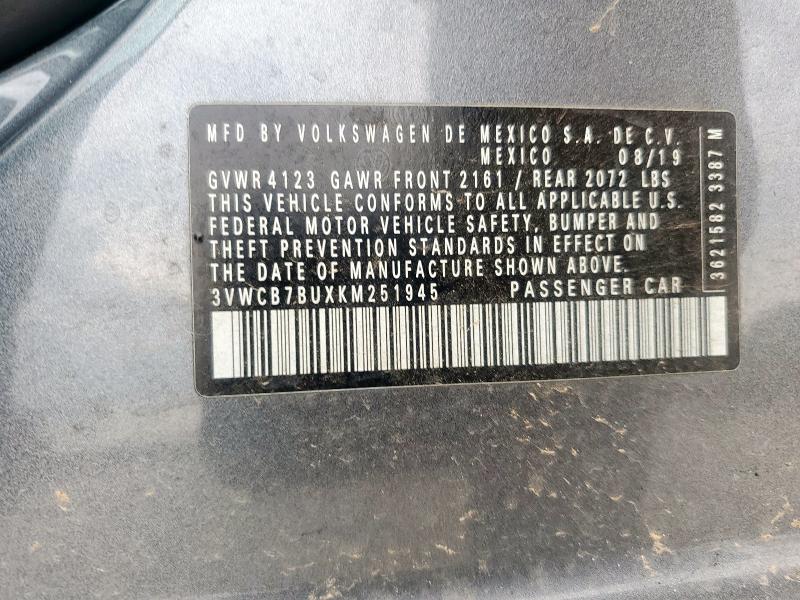 MFD BY VOLKSWAGEN DE MEXICO S.A. DE C.V.
MEXICO 08/19
GVWR 4123 GAWR FRONT 2161 / REAR 2072 LBS
THIS VEHICLE CONFORMS TO ALL APPLICABLE U.S.
FEDERAL MOTOR VEHICLE SAFETY, BUMPER AND
THEFT PREVENTION STANDARDS IN EFFECT ON
THE DATE OF MANUFACTURE SHOWN ABOVE.
3VWCB7BUXKM251945 PASSENGER CAR
3621582 3387 M